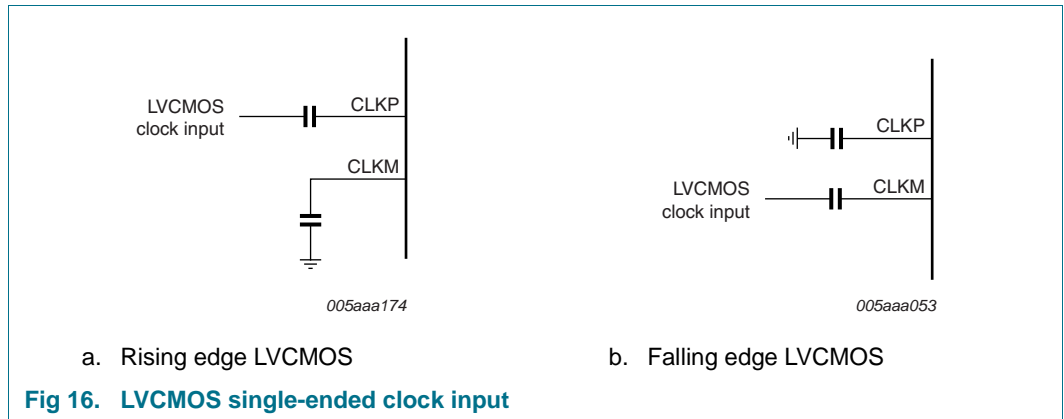 LVCMOS
clock input
CLKP
CLKM
005aaa174
a. Rising edge LVCMOS
CLKP
LVCMOS
clock input
CLKM
005aaa053
b. Falling edge LVCMOS
Fig 16. LVCMOS single-ended clock input